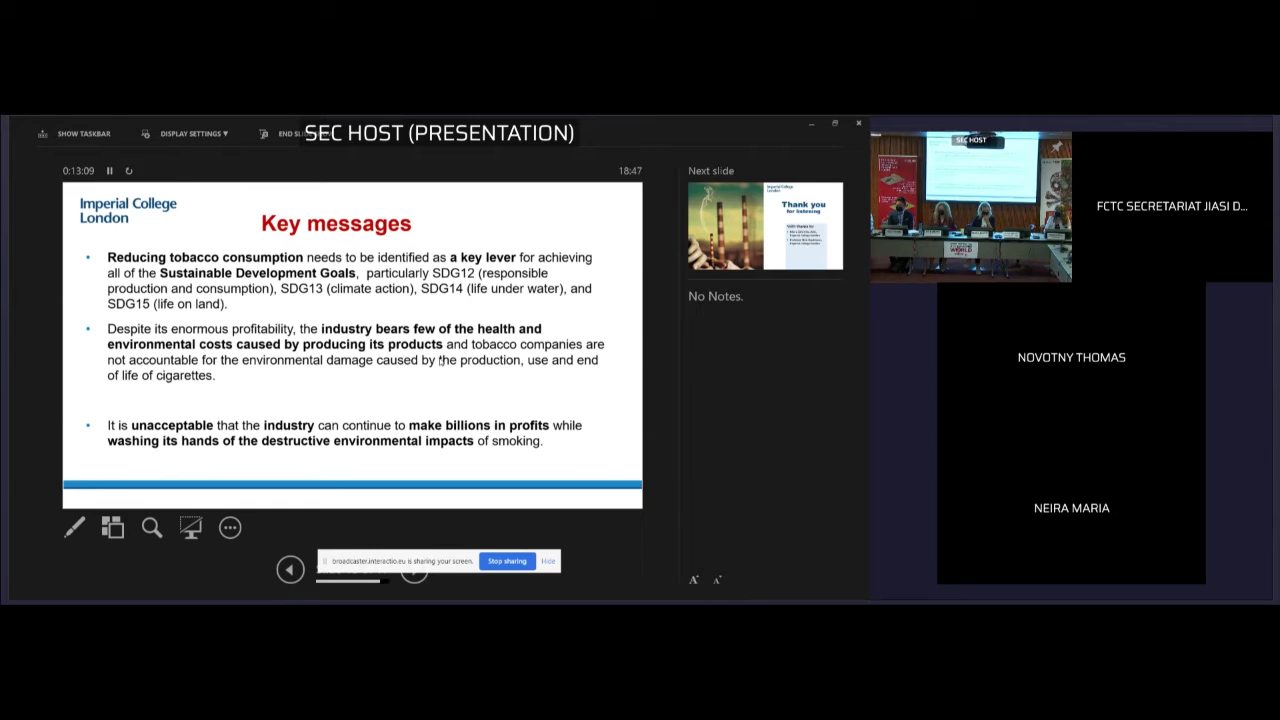 SHOW TASKBAR
DISPLAY SETTINGS ▼
END SL
SEC HOST (PRESENTATION)
0:13:09
18:47
Imperial College
London
Key messages
• Reducing tobacco consumption needs to be identified as a key lever for achieving
all of the Sustainable Development Goals, particularly SDG12 (responsible
production and consumption), SDG13 (climate action), SDG14 (life under water), and
SDG15 (life on land).
• Despite its enormous profitability, the industry bears few of the health and
environmental costs caused by producing its products and tobacco companies are
not accountable for the environmental damage caused by the production, use and end
of life of cigarettes.
• It is unacceptable that the industry can continue to make billions in profits while
washing its hands of the destructive environmental impacts of smoking.
broadcaster.interactio.eu is sharing your screen.
Stop sharing
Hide
Next slide
Imperial College
London
Thank you
for listening
No Notes.
A
A
SEC HOST
FCTC SECRETARIAT JIASI D...
NOVOTNY THOMAS
NEIRA MARIA